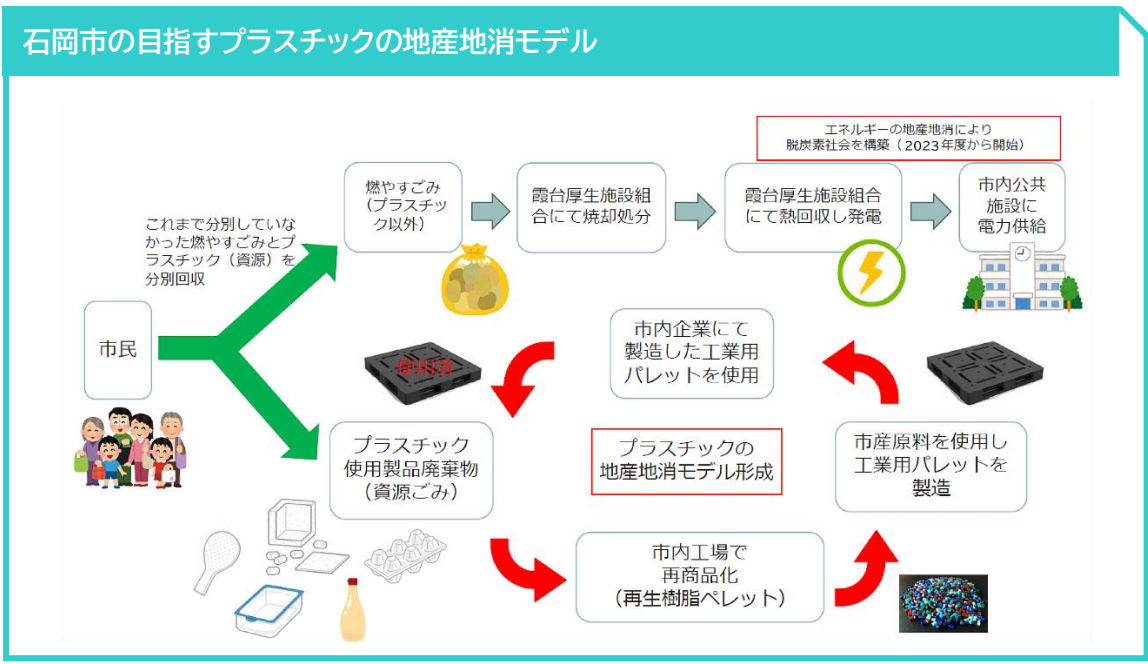 石岡市の目指すプラスチックの地産地消モデル
エネルギーの地産地消により
脱炭素社会を構築（2023年度から開始）
これまで分別していな
かった燃やすごみとプ
ラスチック（資源）を
分別回収
燃やすごみ
（プラスチッ
ク以外）
霞台厚生施設組
合にて焼却処分
霞台厚生施設組合
にて熱回収し発電
市内公共
施設に
電力供給
市民
使用済
市内企業にて
製造した工業用
パレットを使用
プラスチック
使用製品廃棄物
（資源ごみ）
プラスチックの
地産地消モデル形成
市産原料を使用し
工業用パレットを
製造
市内工場で
再商品化
（再生樹脂ペレット）